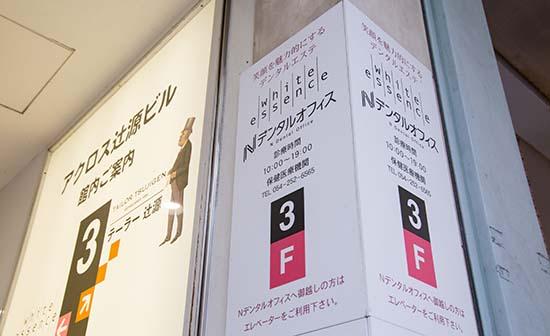 アクロス辻源ビル
館内ご案内
3
TAILOR TSUJIGEN
テーラー 辻源
white
essence
笑顔を魅力的にする
デンタルエステ
white
essence
Nデンタルオフィス
N Dental Office
診療時間
10:00～19:00
保健医療機関
TEL 054-252-6565
3
F
Nデンタルオフィスへ御越しの方は
エレベーターをご利用下さい。
笑顔を魅力的にする
デンタルエステ
white
essence
Nデンタルオフィス
N Dental Office
診療時間
10:00～19:00
保健医療機関
TEL 054-252-6565
3
F
Nデンタルオフィスへ御越しの方は
エレベーターをご利用下さい。